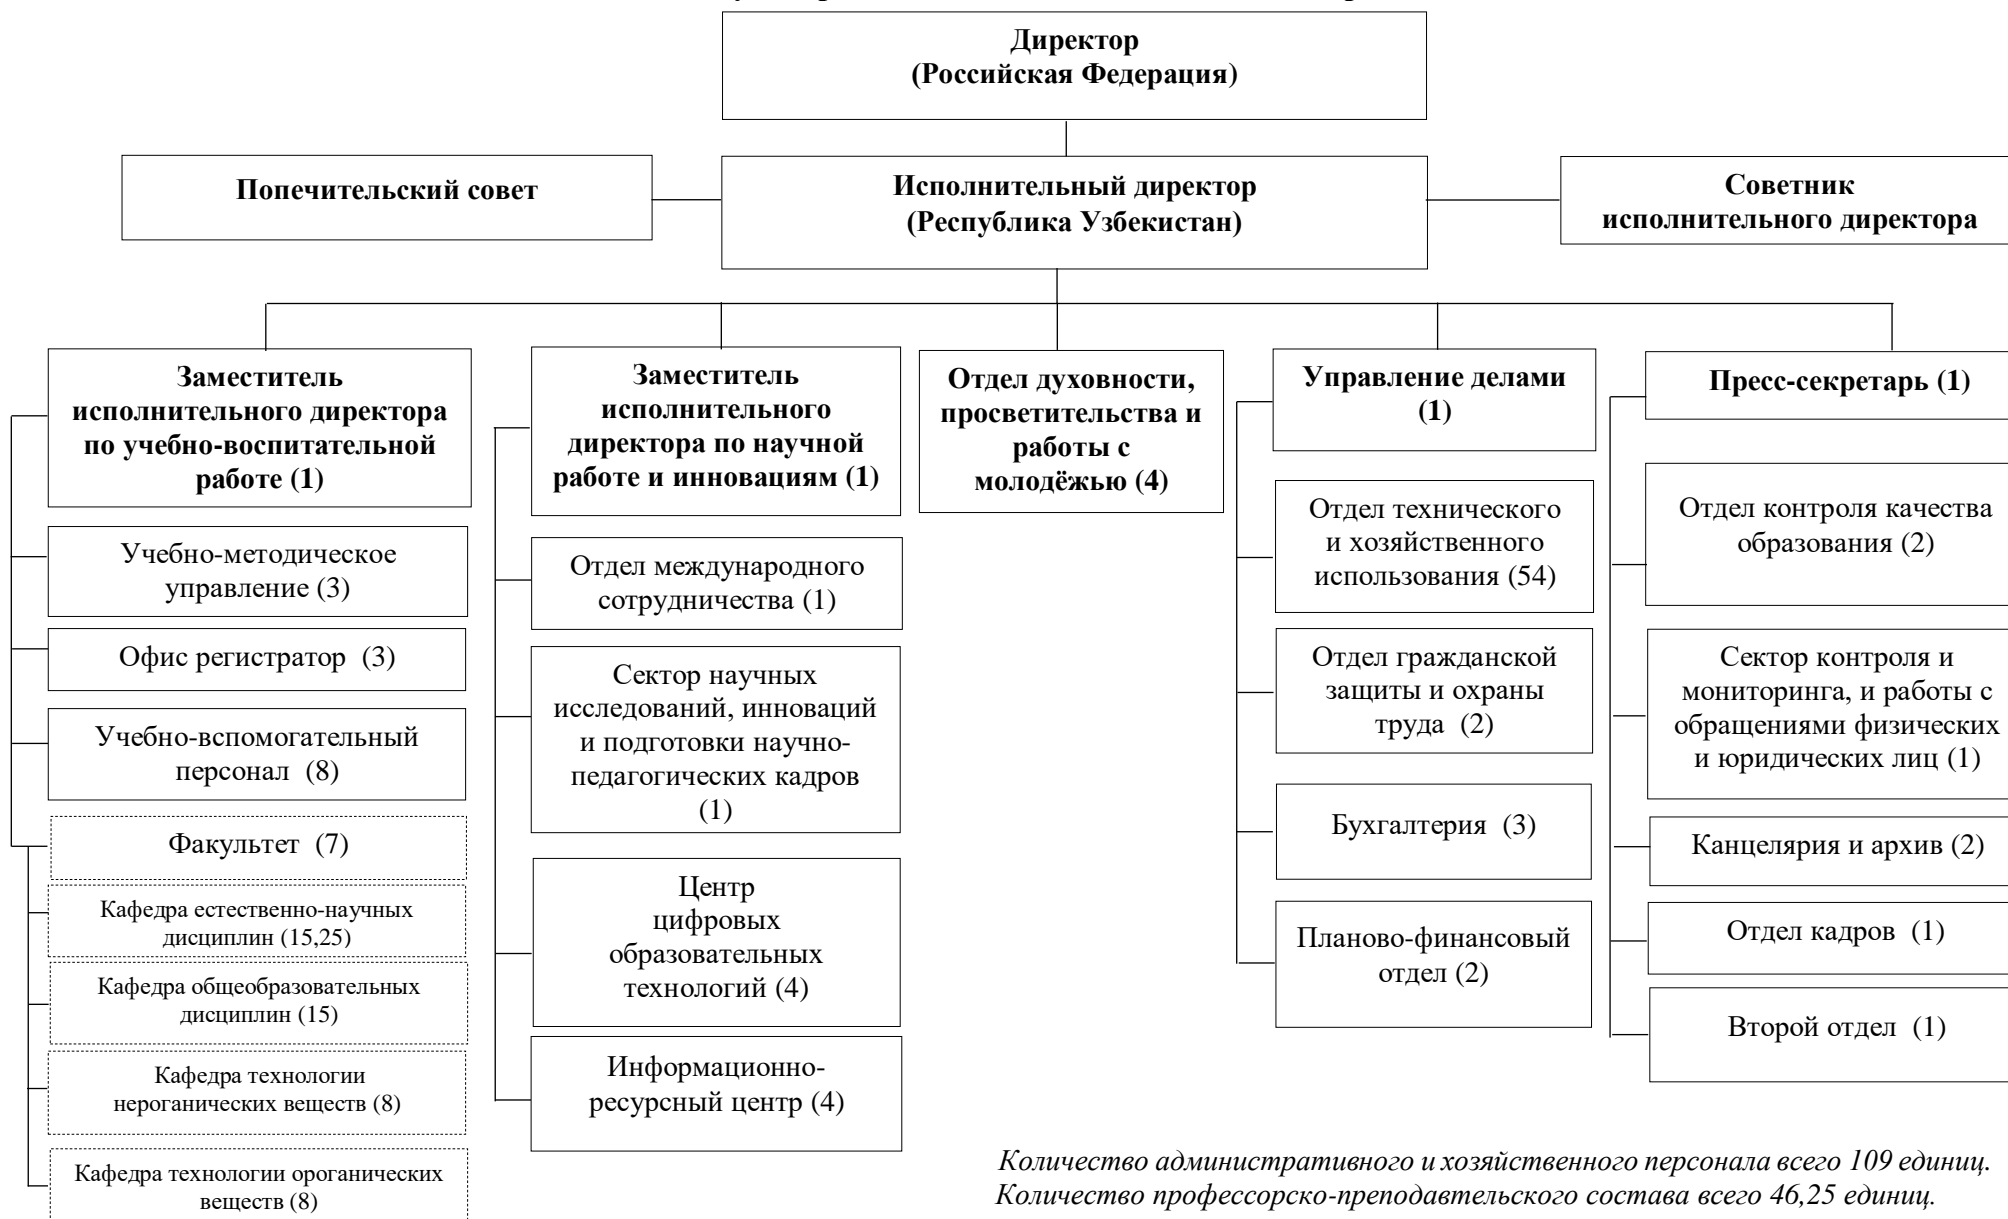 Директор
(Российская Федерация)
Попечительский совет
Исполнительный директор
(Республика Узбекистан)
Советник
исполнительного директора
Заместитель
исполнительного директора
по учебно-воспитательной
работе (1)
Учебно-методическое
управление (3)
Офис регистратор (3)
Учебно-вспомогательный
персонал (8)
Факультет (7)
Кафедра естественно-научных
дисциплин (15,25)
Кафедра общеобразовательных
дисциплин (15)
Кафедра технологии
нероганических веществ (8)
Кафедра технологии ороганических
веществ (8)
Заместитель
исполнительного
директора по научной
работе и инновациям (1)
Отдел международного
сотрудничества (1)
Сектор научных
исследований, инноваций
и подготовки научно-
педагогических кадров
(1)
Центр
цифровых
образовательных
технологий (4)
Информационно-
ресурсный центр (4)
Отдел духовности,
просветительства и
работы с
молодёжью (4)
Управление делами
(1)
Отдел технического
и хозяйственного
использования (54)
Отдел гражданской
защиты и охраны
труда (2)
Бухгалтерия (3)
Планово-финансовый
отдел (2)
Пресс-секретарь (1)
Отдел контроля качества
образования (2)
Сектор контроля и
мониторинга, и работы с
обращениями физических
и юридических лиц (1)
Канцелярия и архив (2)
Отдел кадров (1)
Второй отдел (1)
Количество административного и хозяйственного персонала всего 109 единиц.
Количество профессорско-преподавтельского состава всего 46,25 единиц.